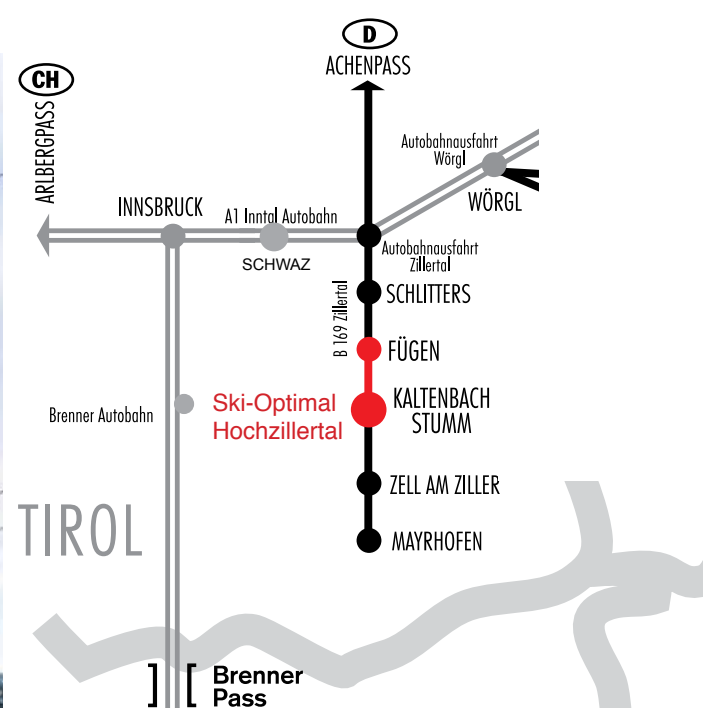 D
ACHENPASS
CH
ARLBERGPASS
Autobahnausfahrt
Wörgl
WÖRGL
INNSBRUCK
A1 Inntal Autobahn
SCHWAZ
Autobahnausfahrt
Zillertal
B 169 Zillertal
SCHLITTERS
FÜGEN
Ski-Optimal
Hochzillertal
KALTENBACH
STUMM
Brenner Autobahn
ZELL AM ZILLER
TIROL
MAYRHOFEN
Brenner
Pass